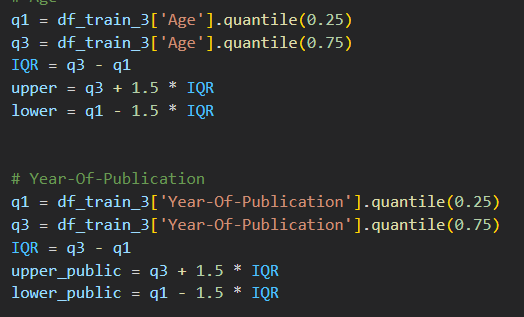 # Age
q1 = df_train_3['Age'].quantile(0.25)
q3 = df_train_3['Age'].quantile(0.75)
IQR = q3 - q1
upper = q3 + 1.5 * IQR
lower = q1 - 1.5 * IQR
# Year-Of-Publication
q1 = df_train_3['Year-Of-Publication'].quantile(0.25)
q3 = df_train_3['Year-Of-Publication'].quantile(0.75)
IQR = q3 - q1
upper_public = q3 + 1.5 * IQR
lower_public = q1 - 1.5 * IQR